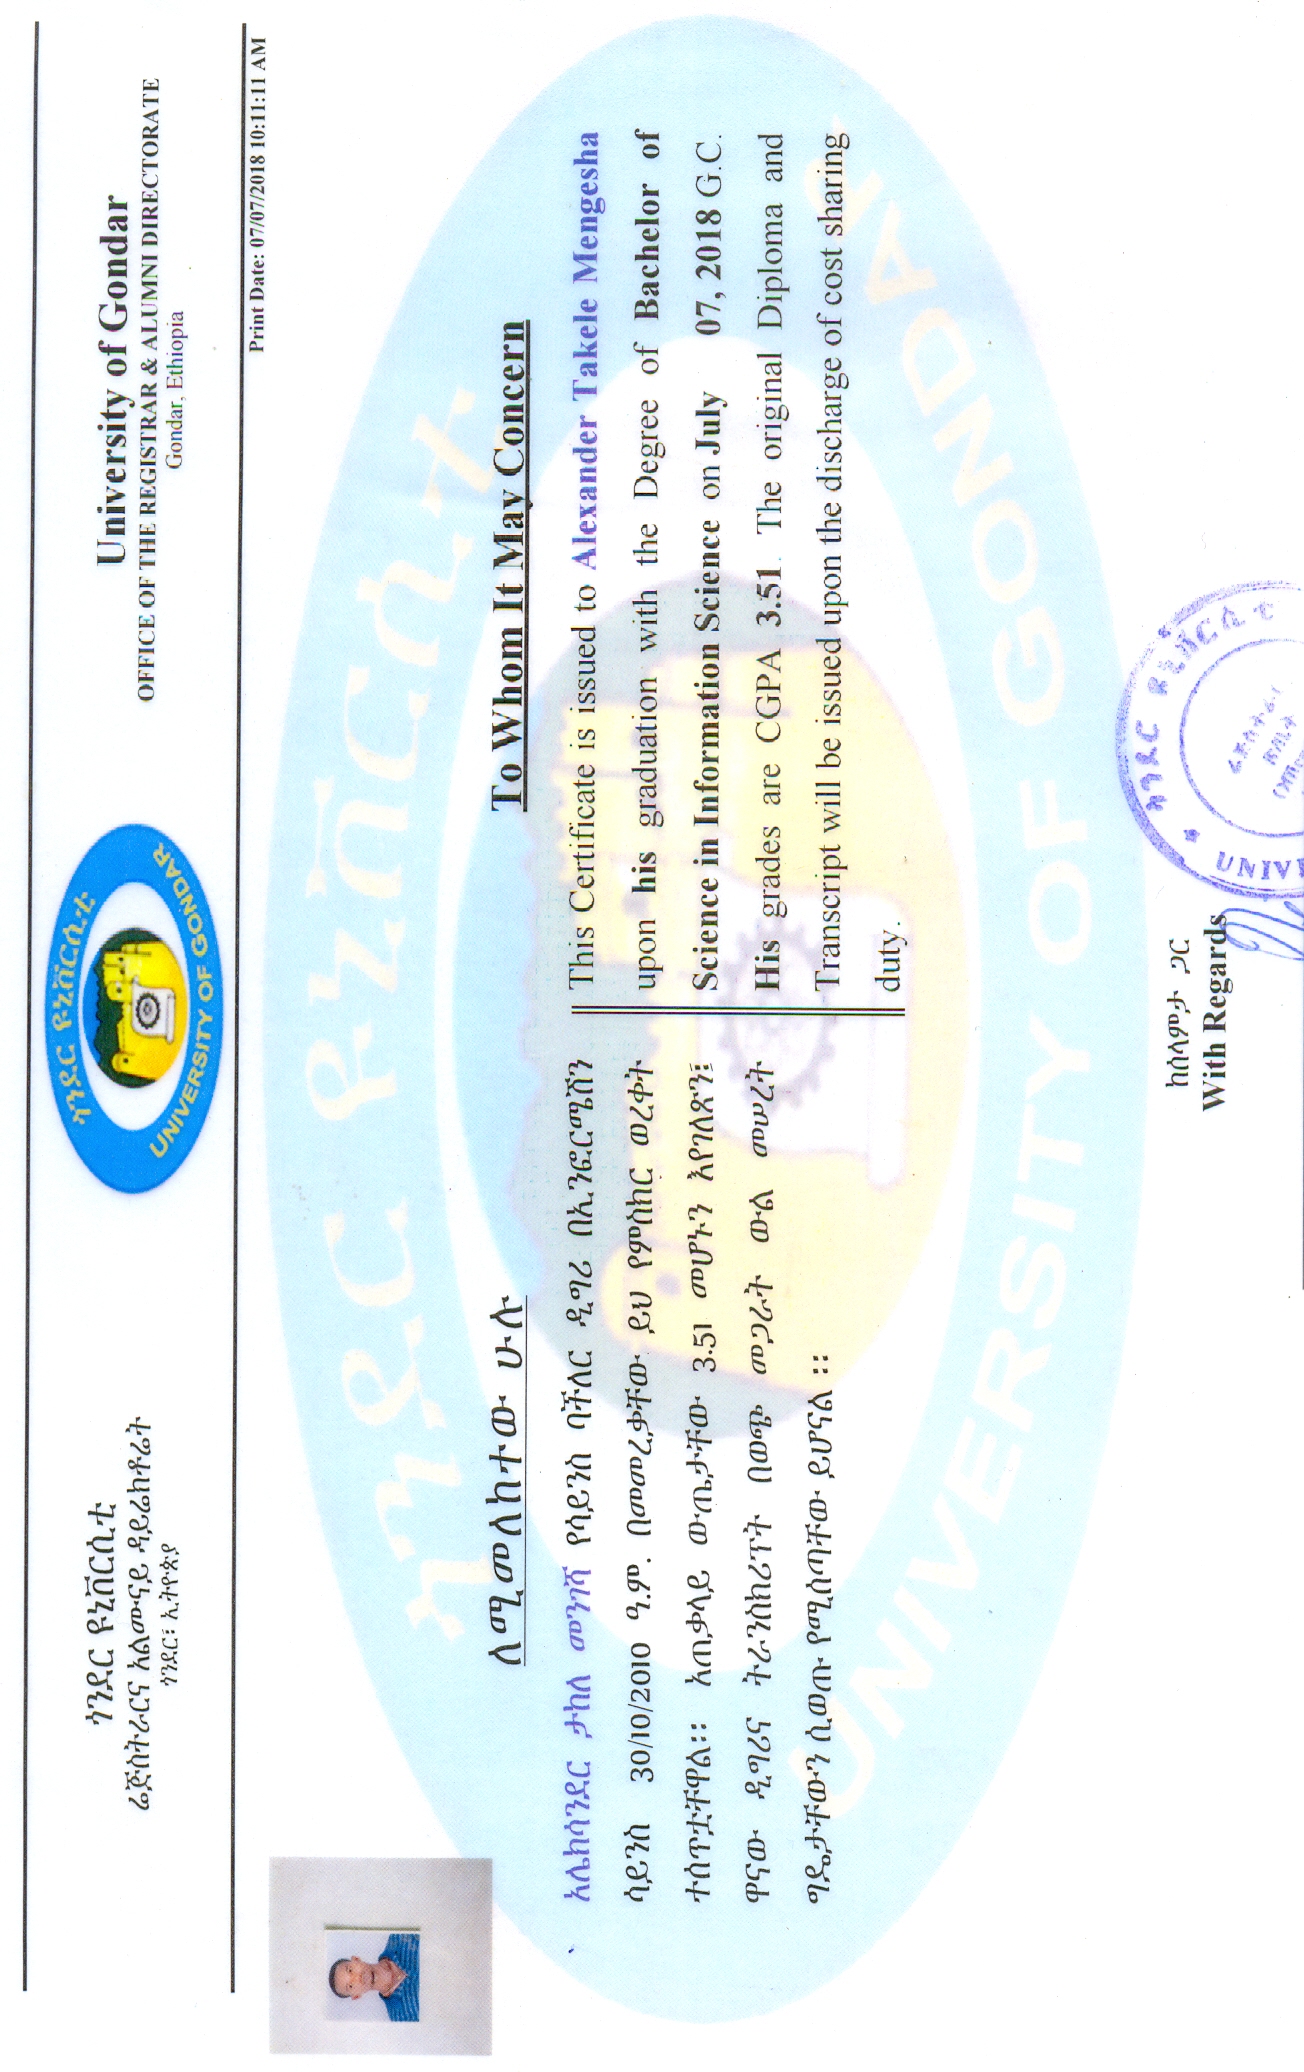 ጎንደር ዩኒቨርሲቲ
ሬጅስትራርና አልሙናይ ዳይሬክቶሬት
ጎንደር፣ ኢትዮጵያ
ጎንደር ዩኒቨርሲቲ
UNIVERSITY OF GONDAR
University of Gondar
OFFICE OF THE REGISTRAR & ALUMNI DIRECTORATE
Gondar, Ethiopia
Print Date: 07/07/2018 10:11:11 AM
ጎንደር ዩኒቨርሲቲ
ለሚመለከተው ሁሉ
አሌክሳንደር ታከለ መንገሻ የሳይንስ ባችለር ዲግሪ በኢንፎርሜሽን
ሳይንስ 30/10/2010 ዓ.ም. በመመረቃቸው ይህ የምስክር ወረቀት
ተሰጥቷቸዋል፡፡ አጠቃላይ ውጤታቸው 3.51 መሆኑን እየገለጽን፤
ዋናው ዲግሪና ትራንስክሪፕት በወጭ መጋራት ውል መሠረት
ግዴታቸውን ሲወጡ የሚሰጣቸው ይሆናል ፡፡
To Whom It May Concern
This Certificate is issued to Alexander Takele Mengesha
upon his graduation with the Degree of Bachelor of
Science in Information Science on July 07, 2018 G.C.
His grades are CGPA 3.51. The original Diploma and
Transcript will be issued upon the discharge of cost sharing
duty.
UNIVERSITY OF GONDAR
ከሰላምታ ጋር
With Regards
ጎንደር ዩኒቨርሲቲ